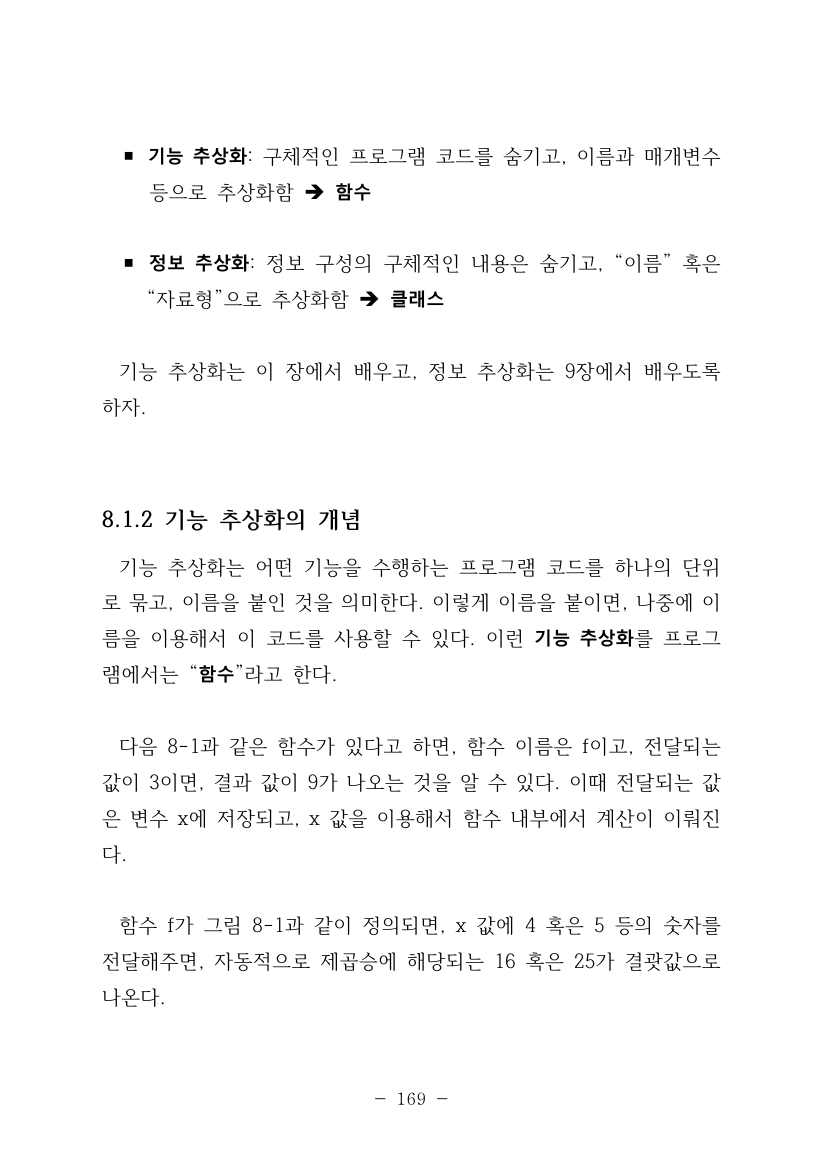 ▪ 기능 추상화: 구체적인 프로그램 코드를 숨기고, 이름과 매개변수
등으로 추상화함 ➔ 함수
▪ 정보 추상화: 정보 구성의 구체적인 내용은 숨기고, “이름” 혹은
“자료형”으로 추상화함 ➔ 클래스
기능 추상화는 이 장에서 배우고, 정보 추상화는 9장에서 배우도록
하자.
8.1.2 기능 추상화의 개념
기능 추상화는 어떤 기능을 수행하는 프로그램 코드를 하나의 단위
로 묶고, 이름을 붙인 것을 의미한다. 이렇게 이름을 붙이면, 나중에 이
름을 이용해서 이 코드를 사용할 수 있다. 이런 기능 추상화를 프로그
램에서는 “함수”라고 한다.
다음 8-1과 같은 함수가 있다고 하면, 함수 이름은 f이고, 전달되는
값이 3이면, 결과 값이 9가 나오는 것을 알 수 있다. 이때 전달되는 값
은 변수 x에 저장되고, x 값을 이용해서 함수 내부에서 계산이 이뤄진
다.
함수 f가 그림 8-1과 같이 정의되면, x 값에 4 혹은 5 등의 숫자를
전달해주면, 자동적으로 제곱승에 해당되는 16 혹은 25가 결괏값으로
나온다.
- 169 -